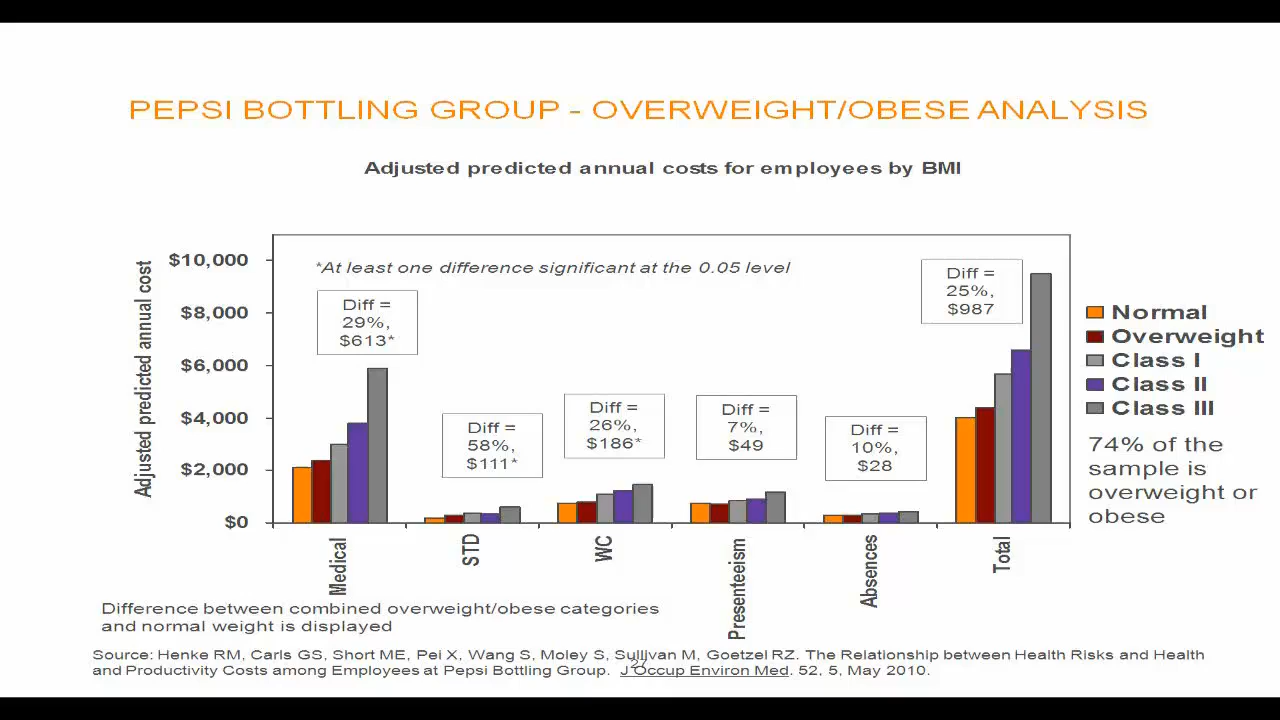 PEPSI BOTTLING GROUP - OVERWEIGHT/OBESE ANALYSIS
Adjusted predicted annual costs for employees by BMI
Adjusted predicted annual cost
$10,000
$8,000
$6,000
$4,000
$2,000
$0
*At least one difference significant at the 0.05 level
Diff =
29%,
$613*
Diff =
58%,
$111*
Diff =
26%,
$186*
Diff =
7%,
$49
Diff =
10%,
$28
Diff =
25%,
$987
Normal
Overweight
Class I
Class II
Class III
74% of the
sample is
overweight or
obese
Medical
STD
WC
Presenteeism
Absences
Total
Difference between combined overweight/obese categories
and normal weight is displayed
Source: Henke RM, Carls GS, Short ME, Pei X, Wang S, Moley S, Sullivan M, Goetzel RZ. The Relationship between Health Risks and Health
and Productivity Costs among Employees at Pepsi Bottling Group. J Occup Environ Med. 52, 5, May 2010.